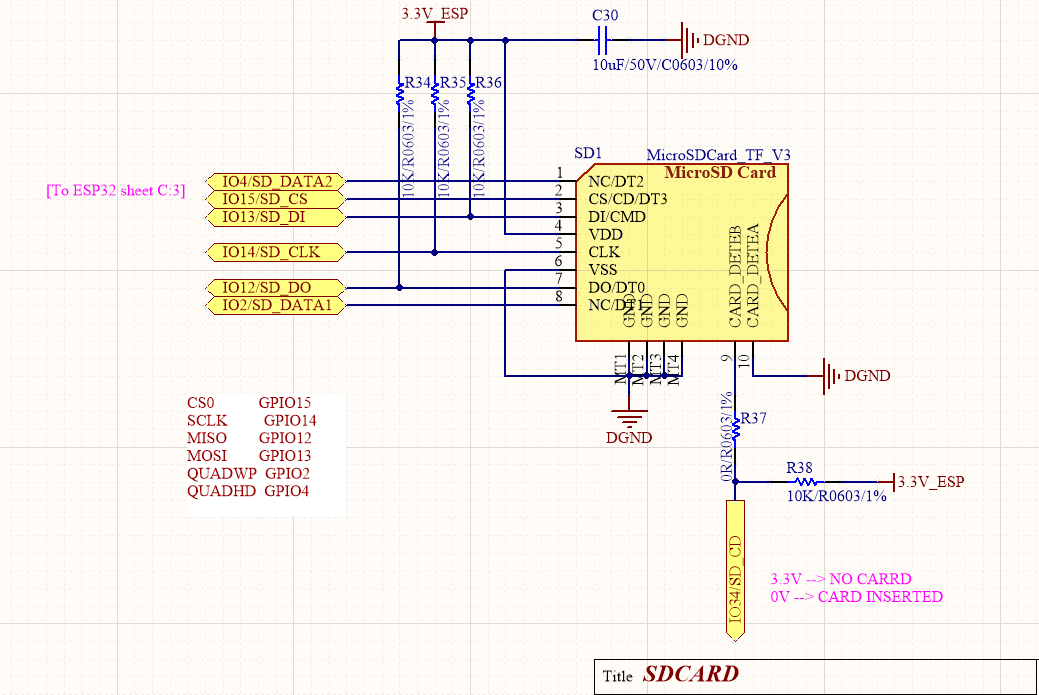 3.3V_ESP
C30
DGND
10uF/50V/C0603/10%
R34
R35
R36
10K/R0603/1%
10K/R0603/1%
10K/R0603/1%
SD1
MicroSDCard_TF_V3
MicroSD Card
[To ESP32 sheet C:3]
IO4/SD_DATA2
1
NC/DT2
IO15/SD_CS
2
CS/CD/DT3
IO13/SD_DI
3
DI/CMD
4
VDD
IO14/SD_CLK
5
CLK
6
VSS
IO12/SD_DO
7
DO/DT0
IO2/SD_DATA1
8
NC/DT1
GND
GND
GND
GND
CARD_DETEB
CARD_DETEA
MT1
MT2
MT3
MT4
9
10
DGND
DGND
CS0 GPIO15
SCLK GPIO14
MISO GPIO12
MOSI GPIO13
QUADWP GPIO2
QUADHD GPIO4
R37
0R/R0603/1%
R38
10K/R0603/1%
3.3V_ESP
IO34/SD_CD
3.3V --> NO CARRD
0V --> CARD INSERTED
Title SDCARD